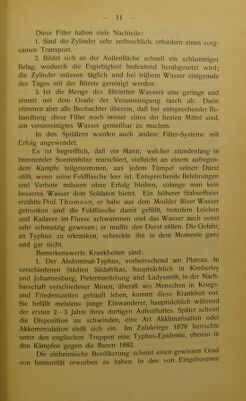 — 11 —
Diese Filter haben viele Nachteile:
1. Sind die Zylinder sehr zerbrechlich, erfordern einen sorg-
samen Transport.
2. Bildet sich an der Außenfläche schnell ein schlammiger
Belag, wodurch die Ergiebigkeit bedeutend herabgesetzt wird;
die Zylinder müssen täglich und bei trübem Wasser einigemale
des Tages mit der Bürste gereinigt werden.
3. Ist die Menge des filtrierten Wassers eine geringe und
nimmt mit dem Grade der Verunreinigung rasch ab. Darin
stimmen aber alle Beobachter überein, daß bei entsprechender Be-
handlung diese Filter noch immer eines der besten Mittel sind,
um verunreinigtes Wasser genießbar zu machen.
In den Spitälern wurden auch andere Filter-Systeme mit
Erfolg angewendet.
Es ist begreiflich, daß ein Mann, welcher stundenlang in
brennender Sonnenhitze marschiert, vielleicht an einem aufregen-
dem Kampfe teilgenommen, aus jedem Tümpel seinen Durst
stillt, wenn seine Feldflasche leer ist. Entsprechende Belehrungen
und Verbote müssen ohne Erfolg bleiben, solange man kein
besseres Wasser dem Soldaten bietet. Ein höherer Stabsoffizier
erzählte Prof. Thomson, er habe aus dem Modder River Wasser
getrunken und die Feldflasche damit gefüllt, trotzdem Leichen
und Kadaver im Flusse schwammen und das Wasser auch sonst
sehr schmutzig gewesen; er mußte den Durst stillen. Die Gefahr,
an Typhus zu erkranken, schreckte ihn in dem Momente ganz
und gar nicht.
Bemerkenswerte Krankheiten sind:
1. Der Abdominal-Typhus, vorherrschend am Plateau. In
verschiedenen Städten Südafrikas, hauptsächlich in Kimberley
und Johannesburg, Pietermaritzburg und Ladysmith, in der Nach-
barschaft verschiedener Minen, überall wo Menschen in Kriegs-
und Friedenszeiten gehäuft leben, kommt diese Krankheit vor.
Sie befällt meistens junge Einwanderer, hauptsächlich während
der ersten 2—3 Jahre ihres dortigen Aufenthaltes. Später scheint
die Disposition zu schwinden, eine Art Akklimatisation oder
Akkommodation stellt sich ein. Im Zulukriege 1879 herrschte
unter den englischen Truppen eine Typhus-Epidemie, ebenso in
den Kämpfen gegen die Buren 1882.
Die einheimische Bevölkerung scheint einen gewissen Grad
von Immunität erworben zu haben. In den von Eingeborenen